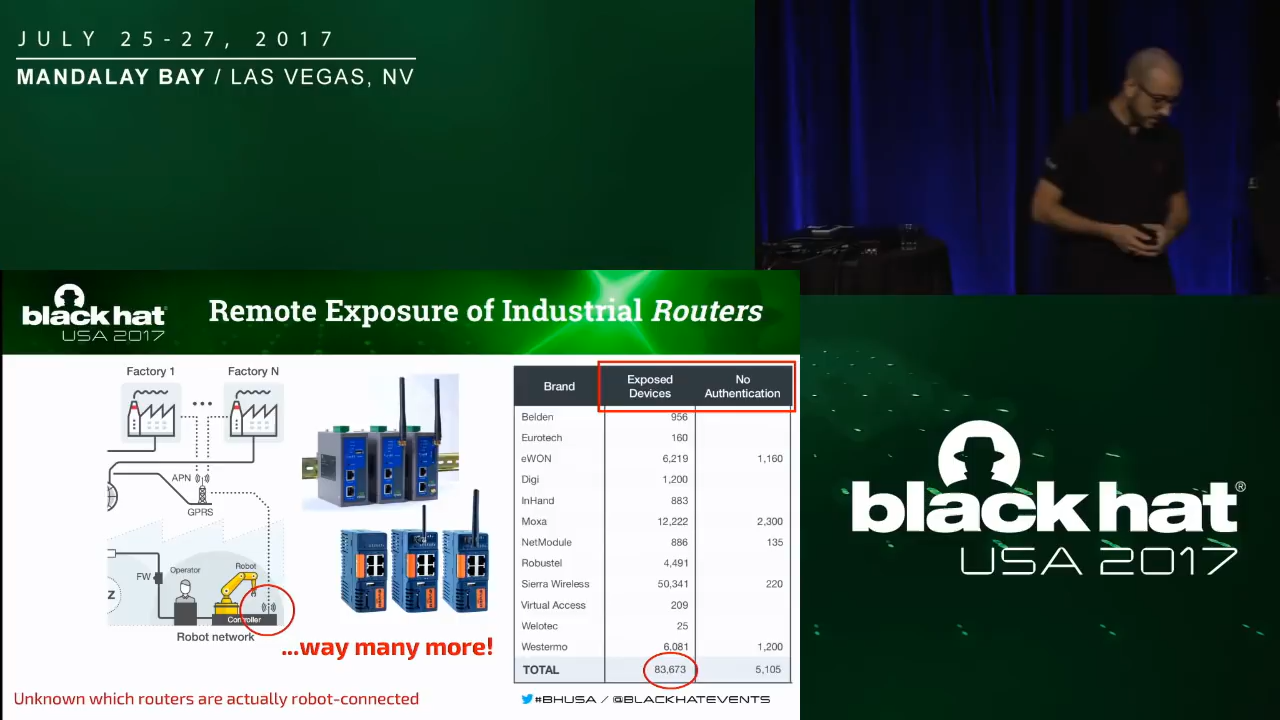 JULY 25-27, 2017
MANDALAY BAY / LAS VEGAS, NV
black hat
USA 2017
Remote Exposure of Industrial Routers
Factory 1
Factory N
APN
GPRS
FW
Operator
Robot
Z
Controller
Robot network
...way many more!
Unknown which routers are actually robot-connected
Brand Exposed Devices No Authentication
Belden 956
Eurotech 160
eWON 6,219 1,160
Digi 1,200
InHand 883
Moxa 12,222 2,300
NetModule 886 135
Robustel 4,491
Sierra Wireless 50,341 220
Virtual Access 209
Welotec 25
Westermo 6,081 1,200
TOTAL 83,673 5,105
#BHUSA / @BLACKHATEVENTS
black hat®
USA 2017